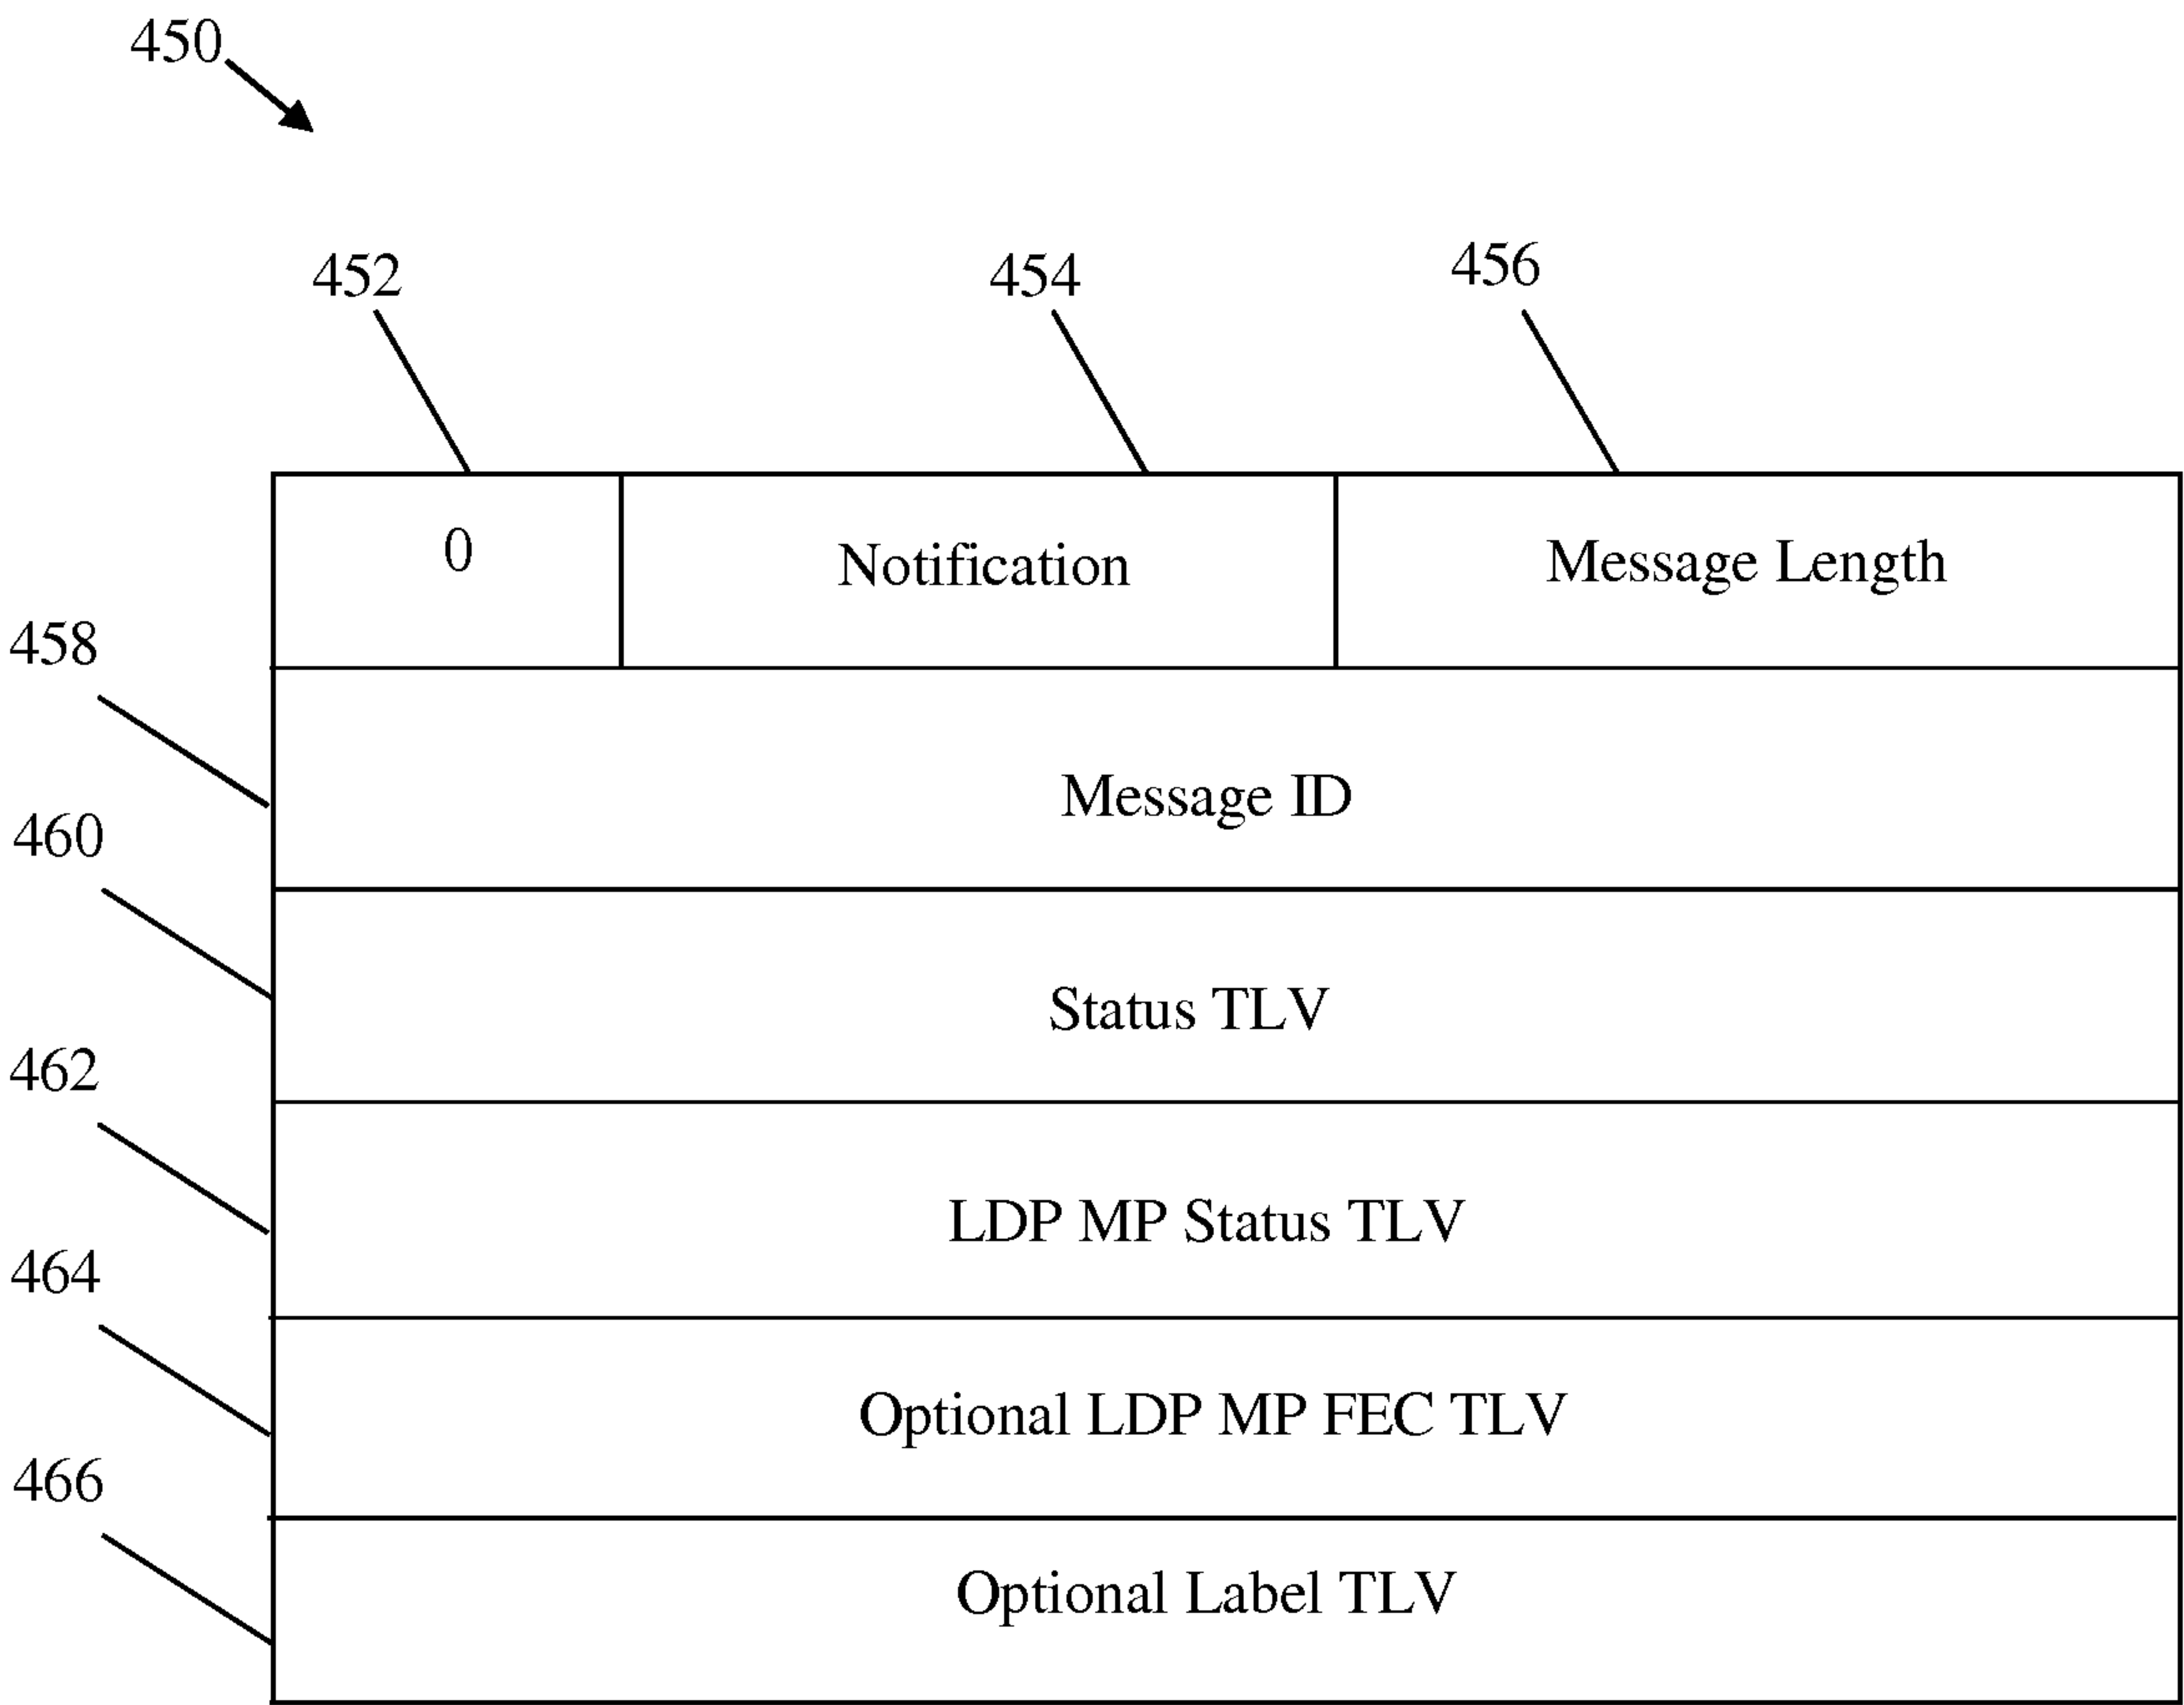 450
452 454 456
0 Notification Message Length
458
Message ID
460
Status TLV
462
LDP MP Status TLV
464
Optional LDP MP FEC TLV
466
Optional Label TLV